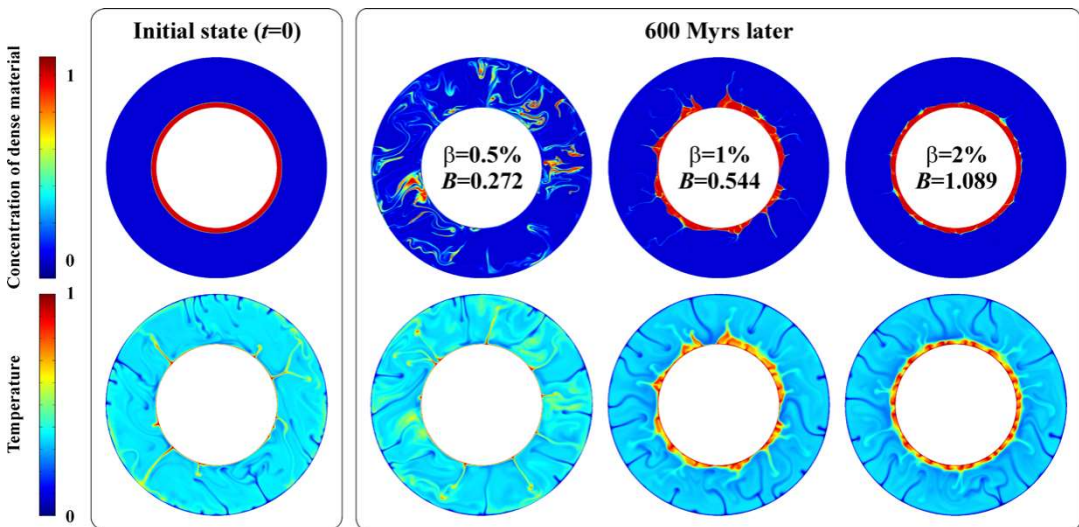 Initial state (t=0)
600 Myrs later
Concentration of dense material
1
0
β=0.5%
B=0.272
β=1%
B=0.544
β=2%
B=1.089
Temperature
1
0